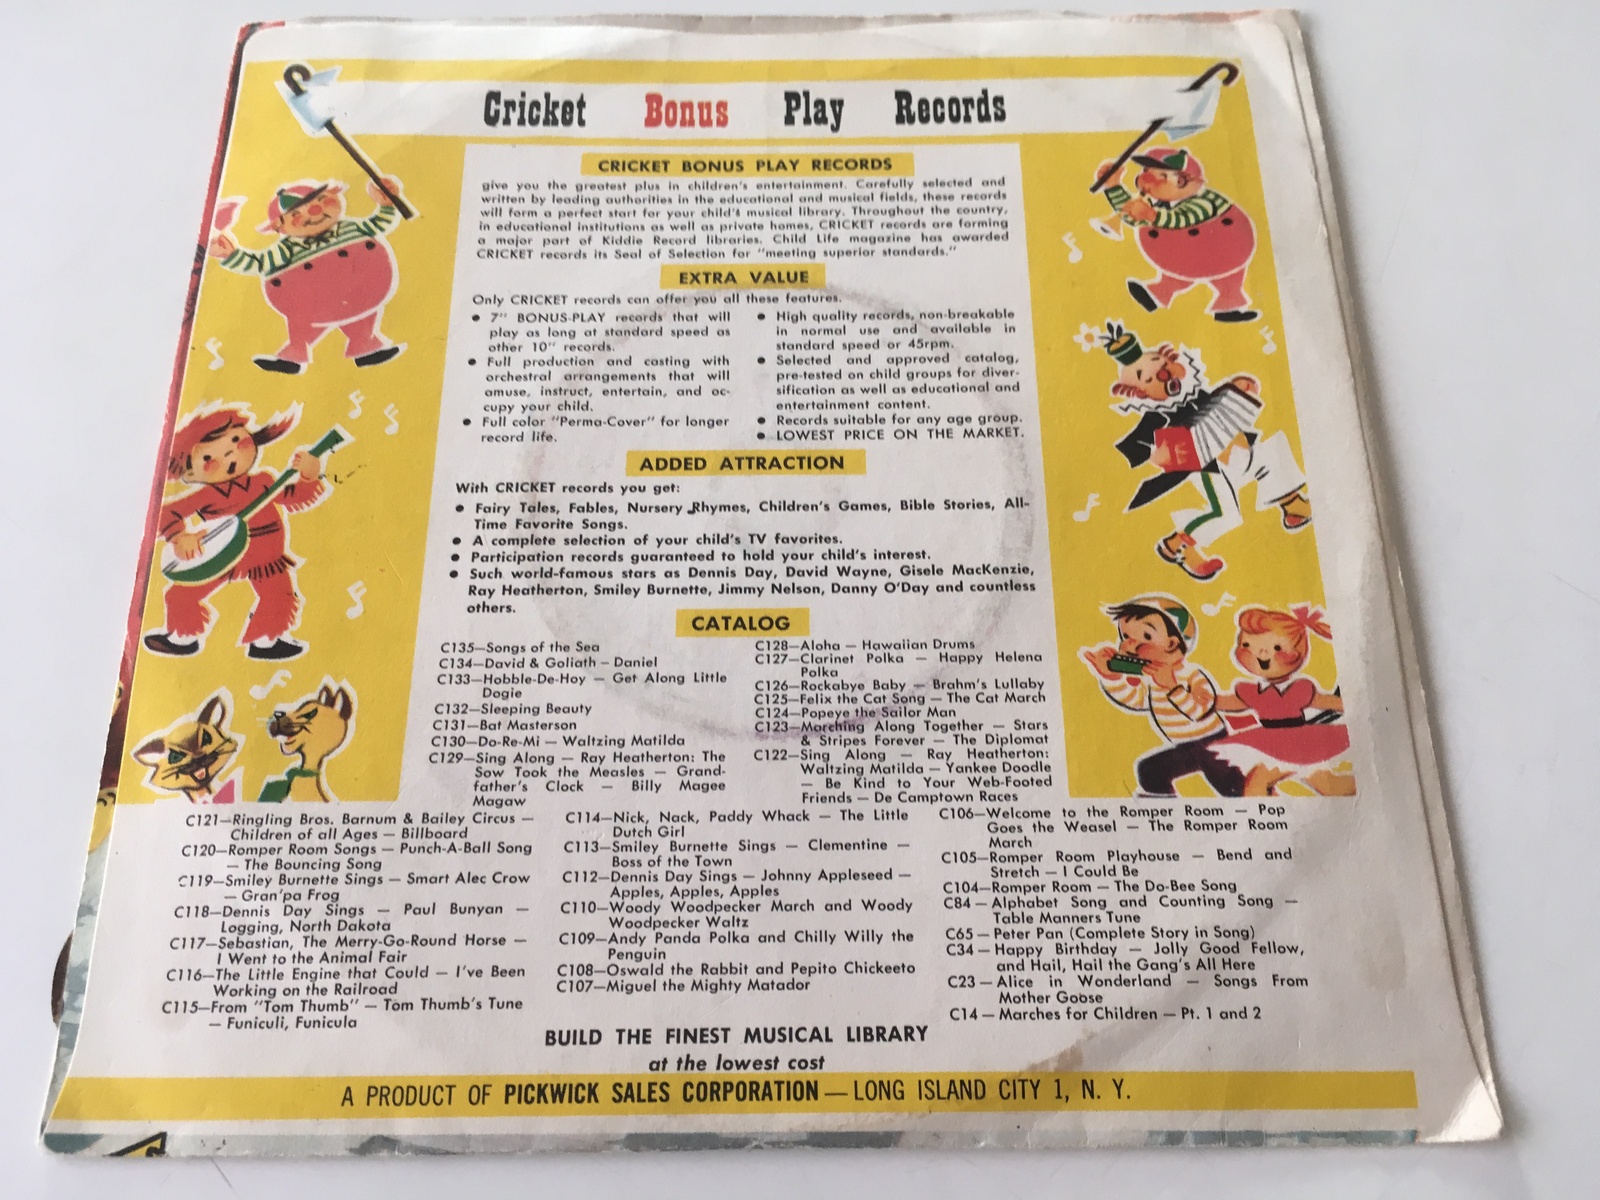 Cricket Bonus Play Records
CRICKET BONUS PLAY RECORDS
give you the greatest plus in children's entertainment. Carefully selected and
written by leading authorities in the educational and musical fields, these records
will form a perfect start for your child's musical library. Throughout the country,
in educational institutions as well as private homes, CRICKET records are forming
a major part of Kiddie Record libraries. Child Life magazine has awarded
CRICKET records its Seal of Selection for "meeting superior standards."
EXTRA VALUE
Only CRICKET records can offer you all these features.
• 7" BONUS-PLAY records that will
play as long at standard speed as
other 10" records.
• Full production and casting with
orchestral arrangements that will
amuse, instruct, entertain, and oc-
cupy your child.
• Full color "Perma-Cover" for longer
record life.
• High quality records, non-breakable
in normal use and available in
standard speed or 45rpm.
• Selected and approved catalog,
pre-tested on child groups for diver-
sification as well as educational and
entertainment content.
• Records suitable for any age group.
• LOWEST PRICE ON THE MARKET.
ADDED ATTRACTION
With CRICKET records you get:
• Fairy Tales, Fables, Nursery Rhymes, Children's Games, Bible Stories, All-
Time Favorite Songs.
• A complete selection of your child's TV favorites.
• Participation records guaranteed to hold your child's interest.
• Such world-famous stars as Dennis Day, David Wayne, Gisele MacKenzie,
Ray Heatherton, Smiley Burnette, Jimmy Nelson, Danny O'Day and countless
others.
CATALOG
C135—Songs of the Sea
C134—David & Goliath – Daniel
C133—Hobble-De-Hoy — Get Along Little
Dogie
C132—Sleeping Beauty
C131—Bat Masterson
C130—Do-Re-Mi — Waltzing Matilda
C129—Sing Along — Ray Heatherton: The
Sow Took the Measles — Grand-
father's Clock — Billy Magee
Magaw
C128—Aloha — Hawaiian Drums
C127—Clarinet Polka — Happy Helena
Polka
C126—Rockabye Baby — Brahm's Lullaby
C125—Felix the Cat Song — The Cat March
C124—Popeye the Sailor Man
C123—Marching Along Together — Stars
& Stripes Forever — The Diplomat
C122—Sing Along — Ray Heatherton:
Waltzing Matilda — Yankee Doodle
— Be Kind to Your Web-Footed
Friends — De Camptown Races
C121—Ringling Bros. Barnum & Bailey Circus —
Children of all Ages — Billboard
C120—Romper Room Songs — Punch-A-Ball Song
— The Bouncing Song
C119—Smiley Burnette Sings — Smart Alec Crow
— Gran'pa Frog
C118—Dennis Day Sings — Paul Bunyan —
Logging, North Dakota
C117—Sebastian, The Merry-Go-Round Horse —
I Went to the Animal Fair
C116—The Little Engine that Could — I've Been
Working on the Railroad
C115—From "Tom Thumb" — Tom Thumb's Tune
— Funiculi, Funicula
C114—Nick, Nack, Paddy Whack — The Little
Dutch Girl
C113—Smiley Burnette Sings — Clementine —
Boss of the Town
C112—Dennis Day Sings — Johnny Appleseed —
Apples, Apples, Apples
C110—Woody Woodpecker March and Woody
Woodpecker Waltz
C109—Andy Panda Polka and Chilly Willy the
Penguin
C108—Oswald the Rabbit and Pepito Chickeeto
C107—Miguel the Mighty Matador
C106—Welcome to the Romper Room — Pop
Goes the Weasel — The Romper Room
March
C105—Romper Room Playhouse — Bend and
Stretch — I Could Be
C104—Romper Room — The Do-Bee Song
C84 — Alphabet Song and Counting Song —
Table Manners Tune
C65 — Peter Pan (Complete Story in Song)
C34 — Happy Birthday — Jolly Good Fellow,
and Hail, Hail the Gang's All Here
C23 — Alice in Wonderland — Songs From
Mother Goose
C14 — Marches for Children — Pt. 1 and 2
BUILD THE FINEST MUSICAL LIBRARY
at the lowest cost
A PRODUCT OF PICKWICK SALES CORPORATION — LONG ISLAND CITY 1, N. Y.